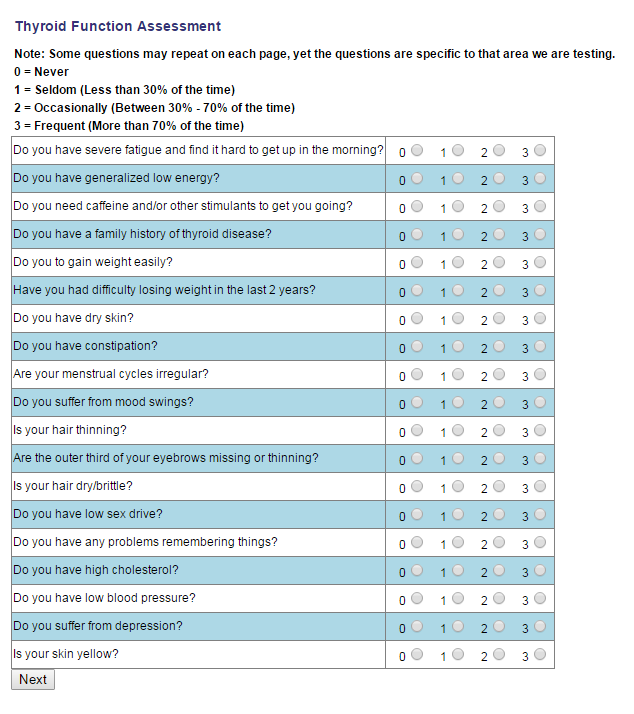 Thyroid Function Assessment
Note: Some questions may repeat on each page, yet the questions are specific to that area we are testing.
0 = Never
1 = Seldom (Less than 30% of the time)
2 = Occasionally (Between 30% - 70% of the time)
3 = Frequent (More than 70% of the time)
Do you have severe fatigue and find it hard to get up in the morning? 0 1 2 3
Do you have generalized low energy? 0 1 2 3
Do you need caffeine and/or other stimulants to get you going? 0 1 2 3
Do you have a family history of thyroid disease? 0 1 2 3
Do you to gain weight easily? 0 1 2 3
Have you had difficulty losing weight in the last 2 years? 0 1 2 3
Do you have dry skin? 0 1 2 3
Do you have constipation? 0 1 2 3
Are your menstrual cycles irregular? 0 1 2 3
Do you suffer from mood swings? 0 1 2 3
Is your hair thinning? 0 1 2 3
Are the outer third of your eyebrows missing or thinning? 0 1 2 3
Is your hair dry/brittle? 0 1 2 3
Do you have low sex drive? 0 1 2 3
Do you have any problems remembering things? 0 1 2 3
Do you have high cholesterol? 0 1 2 3
Do you have low blood pressure? 0 1 2 3
Do you suffer from depression? 0 1 2 3
Is your skin yellow? 0 1 2 3
Next